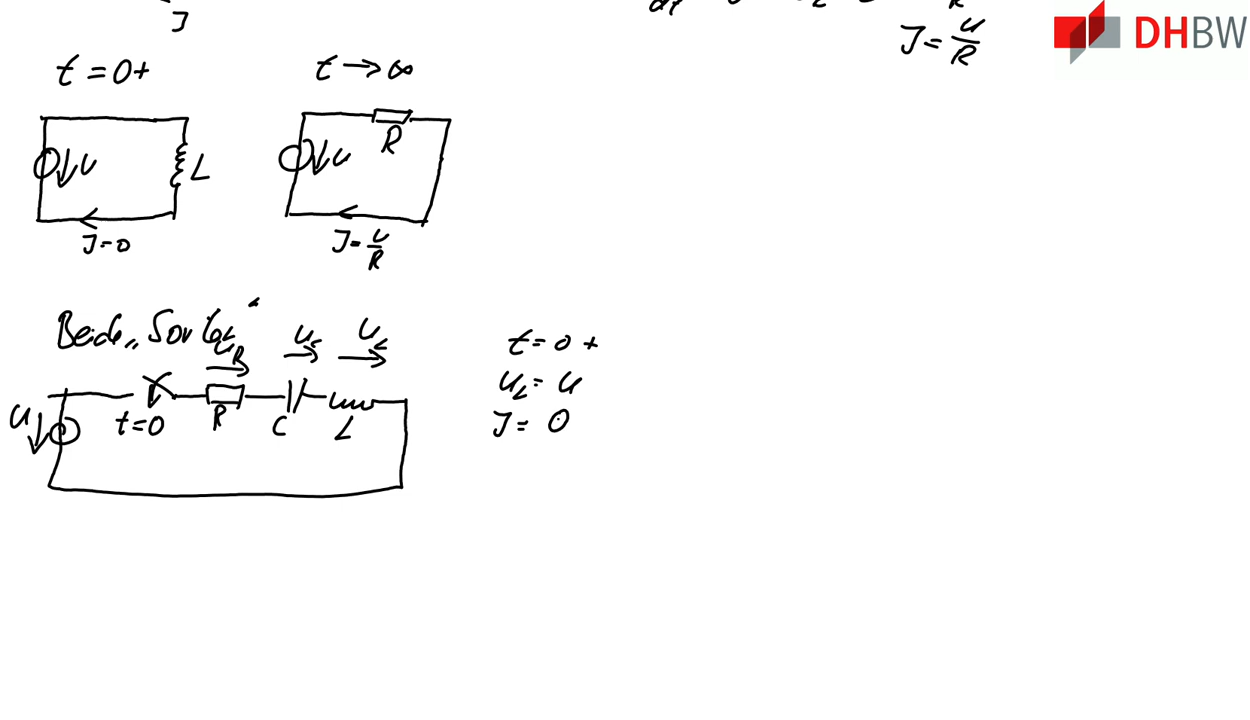 J
J = U/R
DHBW
t = 0+
t → ∞
U
L
J = 0
U
R
J = U/R
Beide „Sorten“
U_R
U_C
U_L
U
t = 0
R
C
L
t = 0 +
U_L = U
J = 0